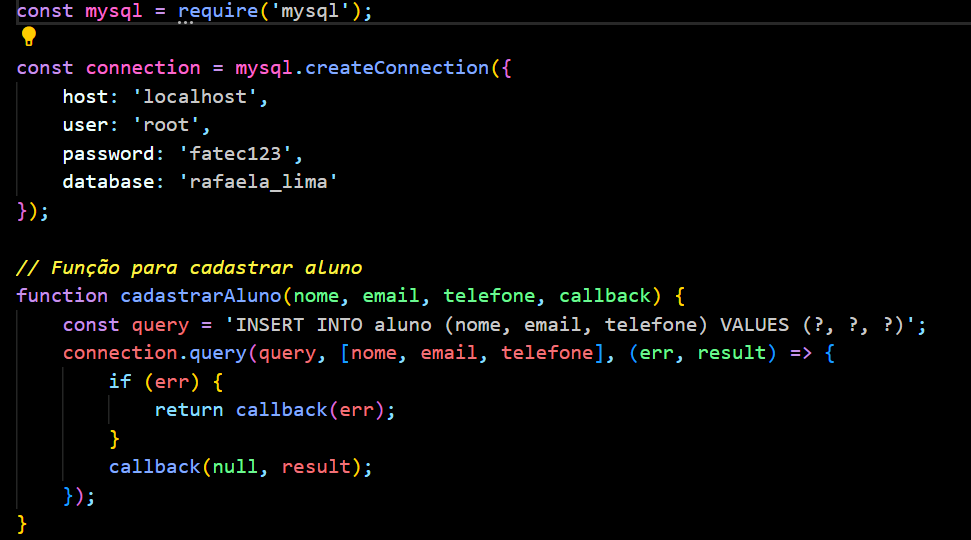 const mysql = require('mysql');
const connection = mysql.createConnection({
    host: 'localhost',
    user: 'root',
    password: 'fatec123',
    database: 'rafaela_lima'
});
// Função para cadastrar aluno
function cadastrarAluno(nome, email, telefone, callback) {
    const query = 'INSERT INTO aluno (nome, email, telefone) VALUES (?, ?, ?)';
    connection.query(query, [nome, email, telefone], (err, result) => {
        if (err) {
            return callback(err);
        }
        callback(null, result);
    });
}